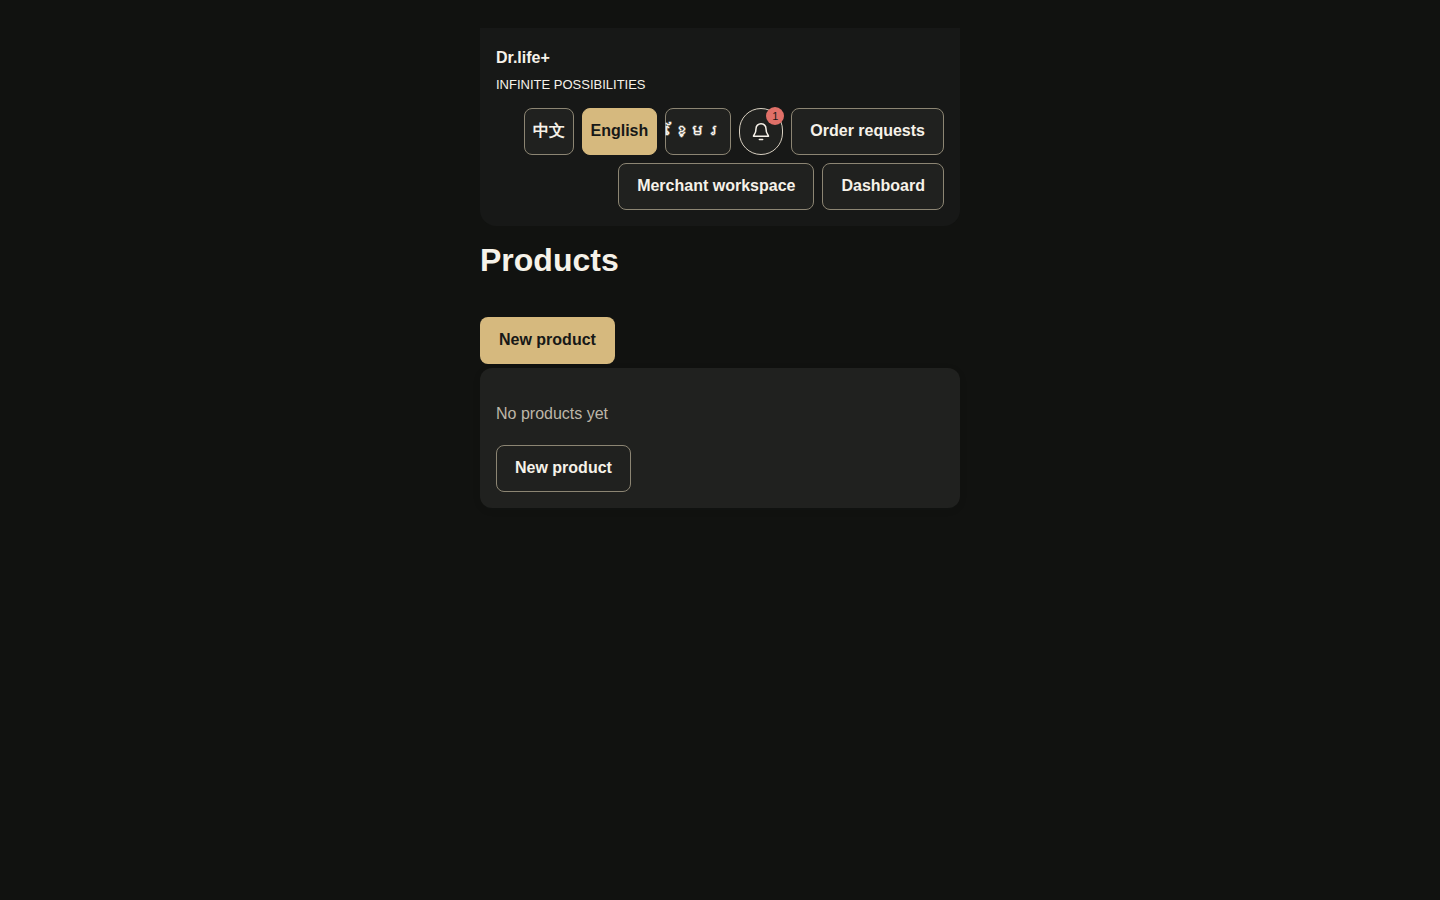 Dr.life+
INFINITE POSSIBILITIES
中文
English
ខ្មែរ
1
Order requests
Merchant workspace
Dashboard
Products
New product
No products yet
New product